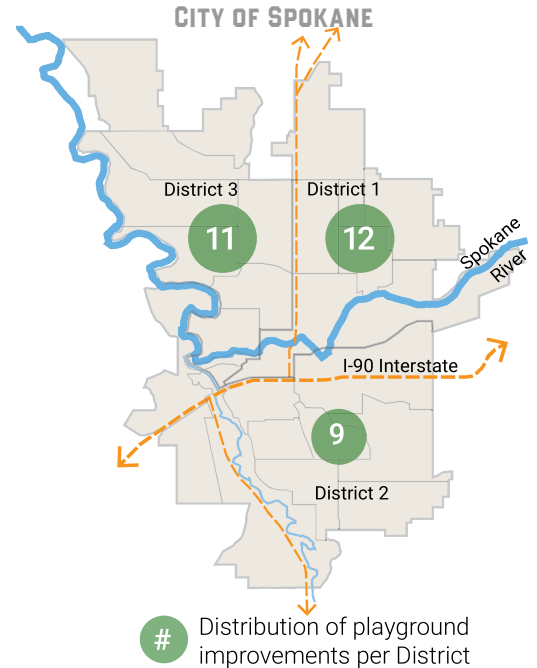 CITY OF SPOKANE
District 3
District 1
11
12
Spokane
River
I-90 Interstate
9
District 2
#
Distribution of playground
improvements per District